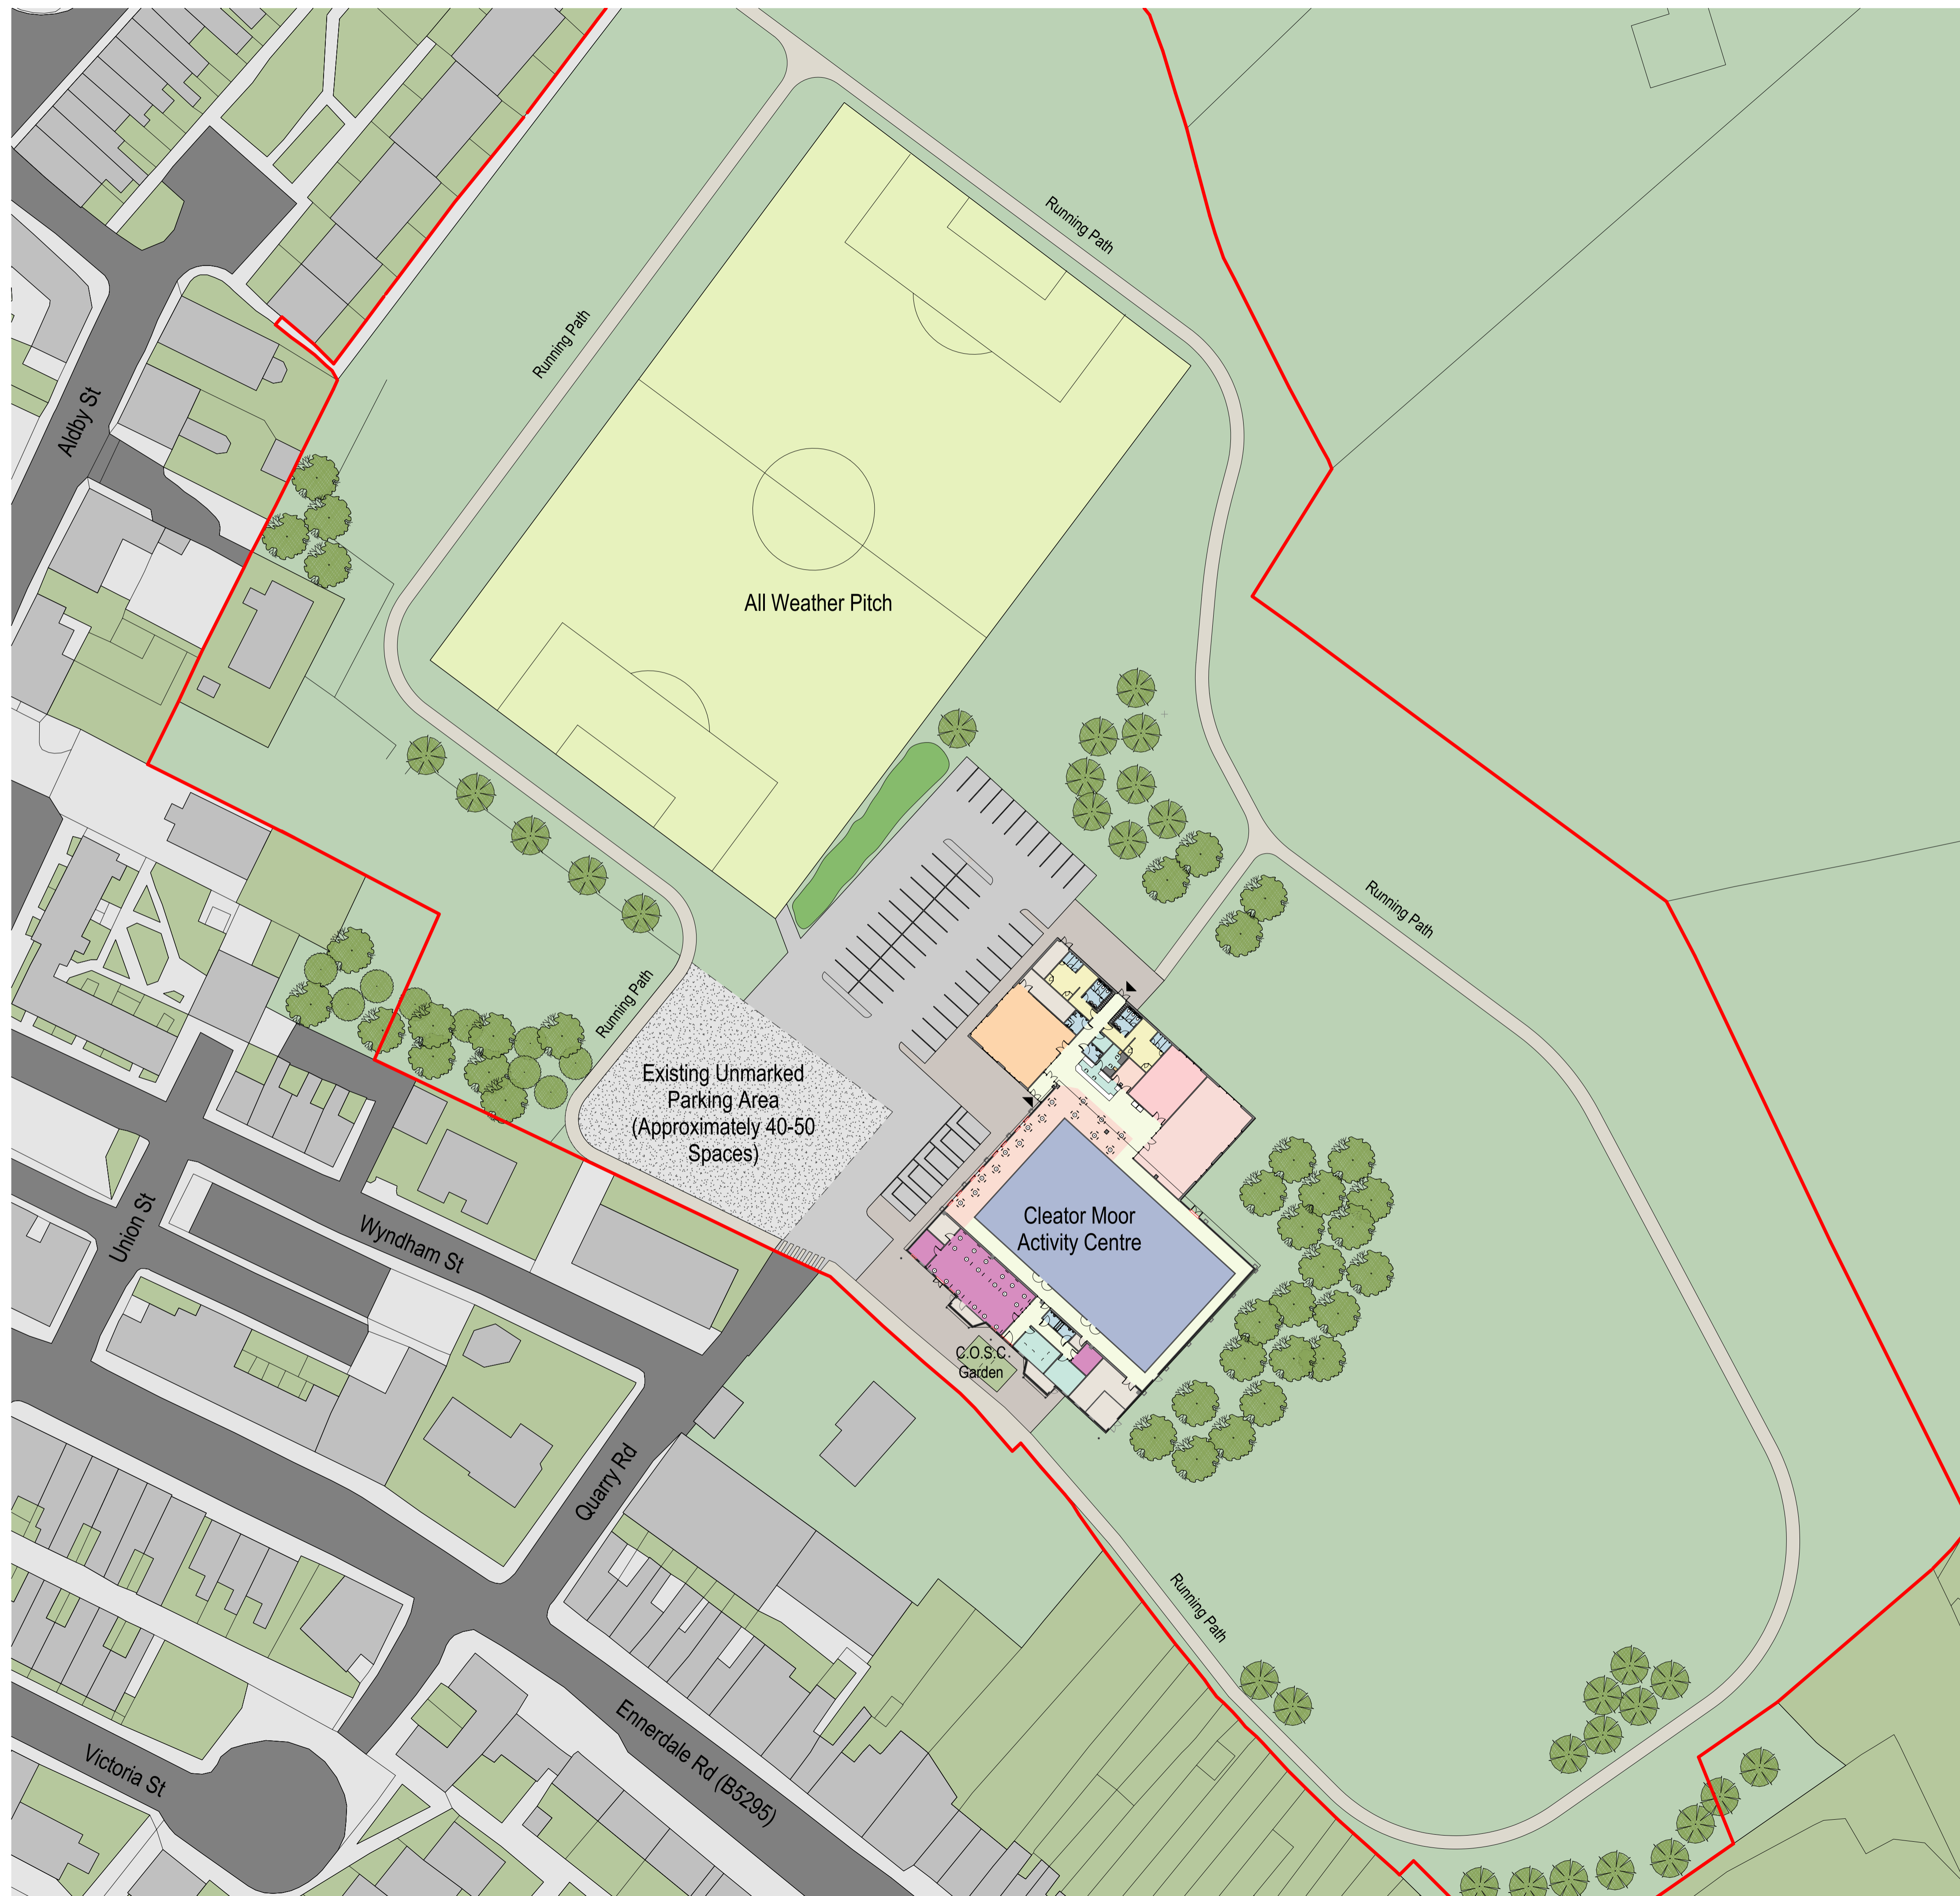 Running Path
Running Path
Aldby St
All Weather Pitch
Running Path
Running Path
Existing Unmarked
Parking Area
(Approximately 40-50
Spaces)
Union St
Wyndham St
Cleator Moor
Activity Centre
C.O.S.C.
Garden
Quarry Rd
Running Path
Ennerdale Rd (B5295)
Victoria St